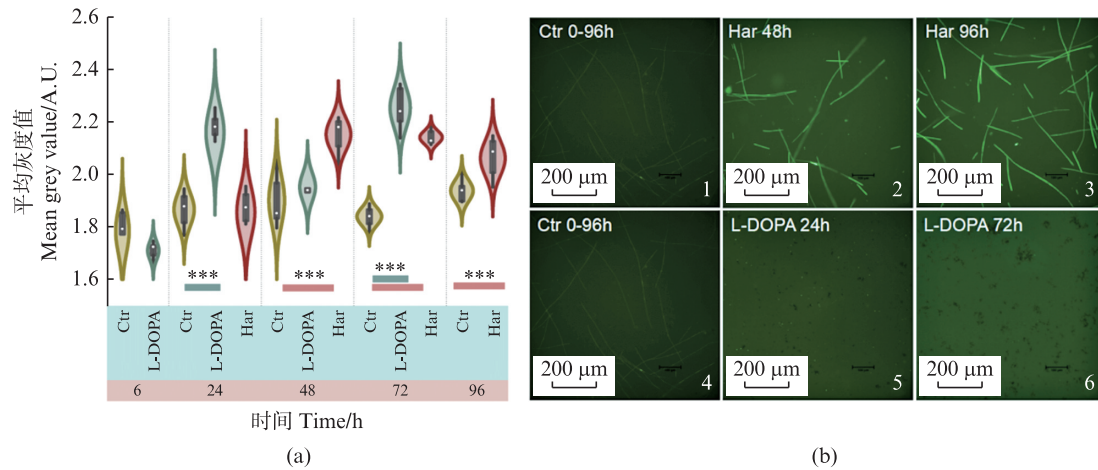 2.6
2.4
2.2
2.0
1.8
1.6
平均灰度值
Mean grey value/A.U.
***
***
***
***
Ctr
L-DOPA
Ctr
L-DOPA
Har
Ctr
L-DOPA
Har
Ctr
L-DOPA
Har
Ctr
Har
6
24
48
72
96
时间 Time/h
(a)
Ctr 0-96h
200 μm
1
Har 48h
200 μm
2
Har 96h
200 μm
3
Ctr 0-96h
200 μm
4
L-DOPA 24h
200 μm
5
L-DOPA 72h
200 μm
6
(b)